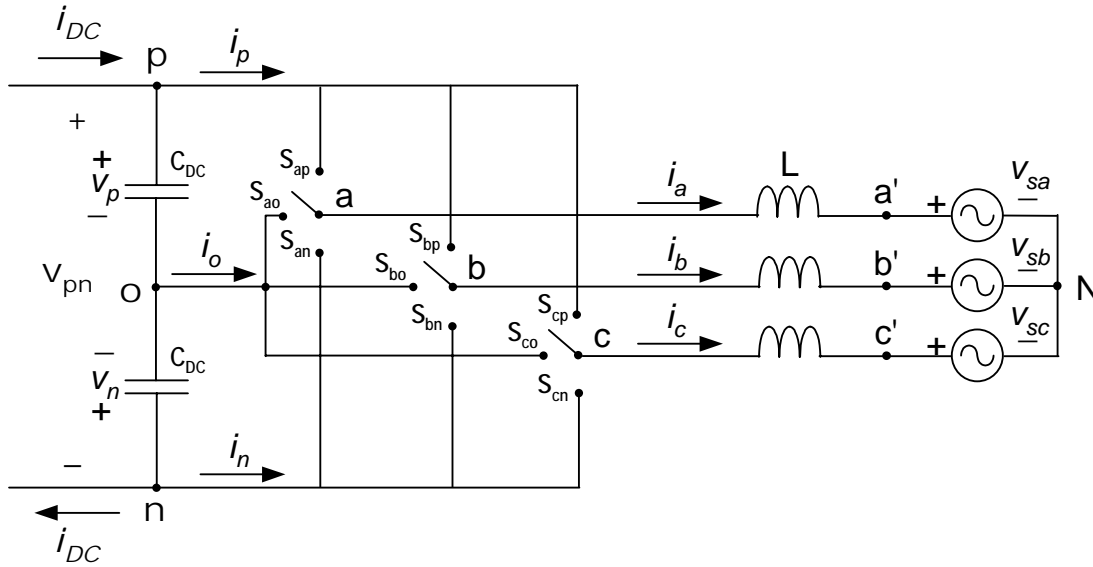 i_DC
p
i_p
+
+
C_DC
v_p
−
S_ap
S_ao
a
S_an
i_a
L
a'
+
v_sa
−
i_o
S_bp
S_bo
b
S_bn
i_b
b'
+
v_sb
−
N
v_pn
o
S_cp
S_co
c
S_cn
i_c
c'
+
v_sc
−
−
C_DC
v_n
+
−
i_n
n
i_DC